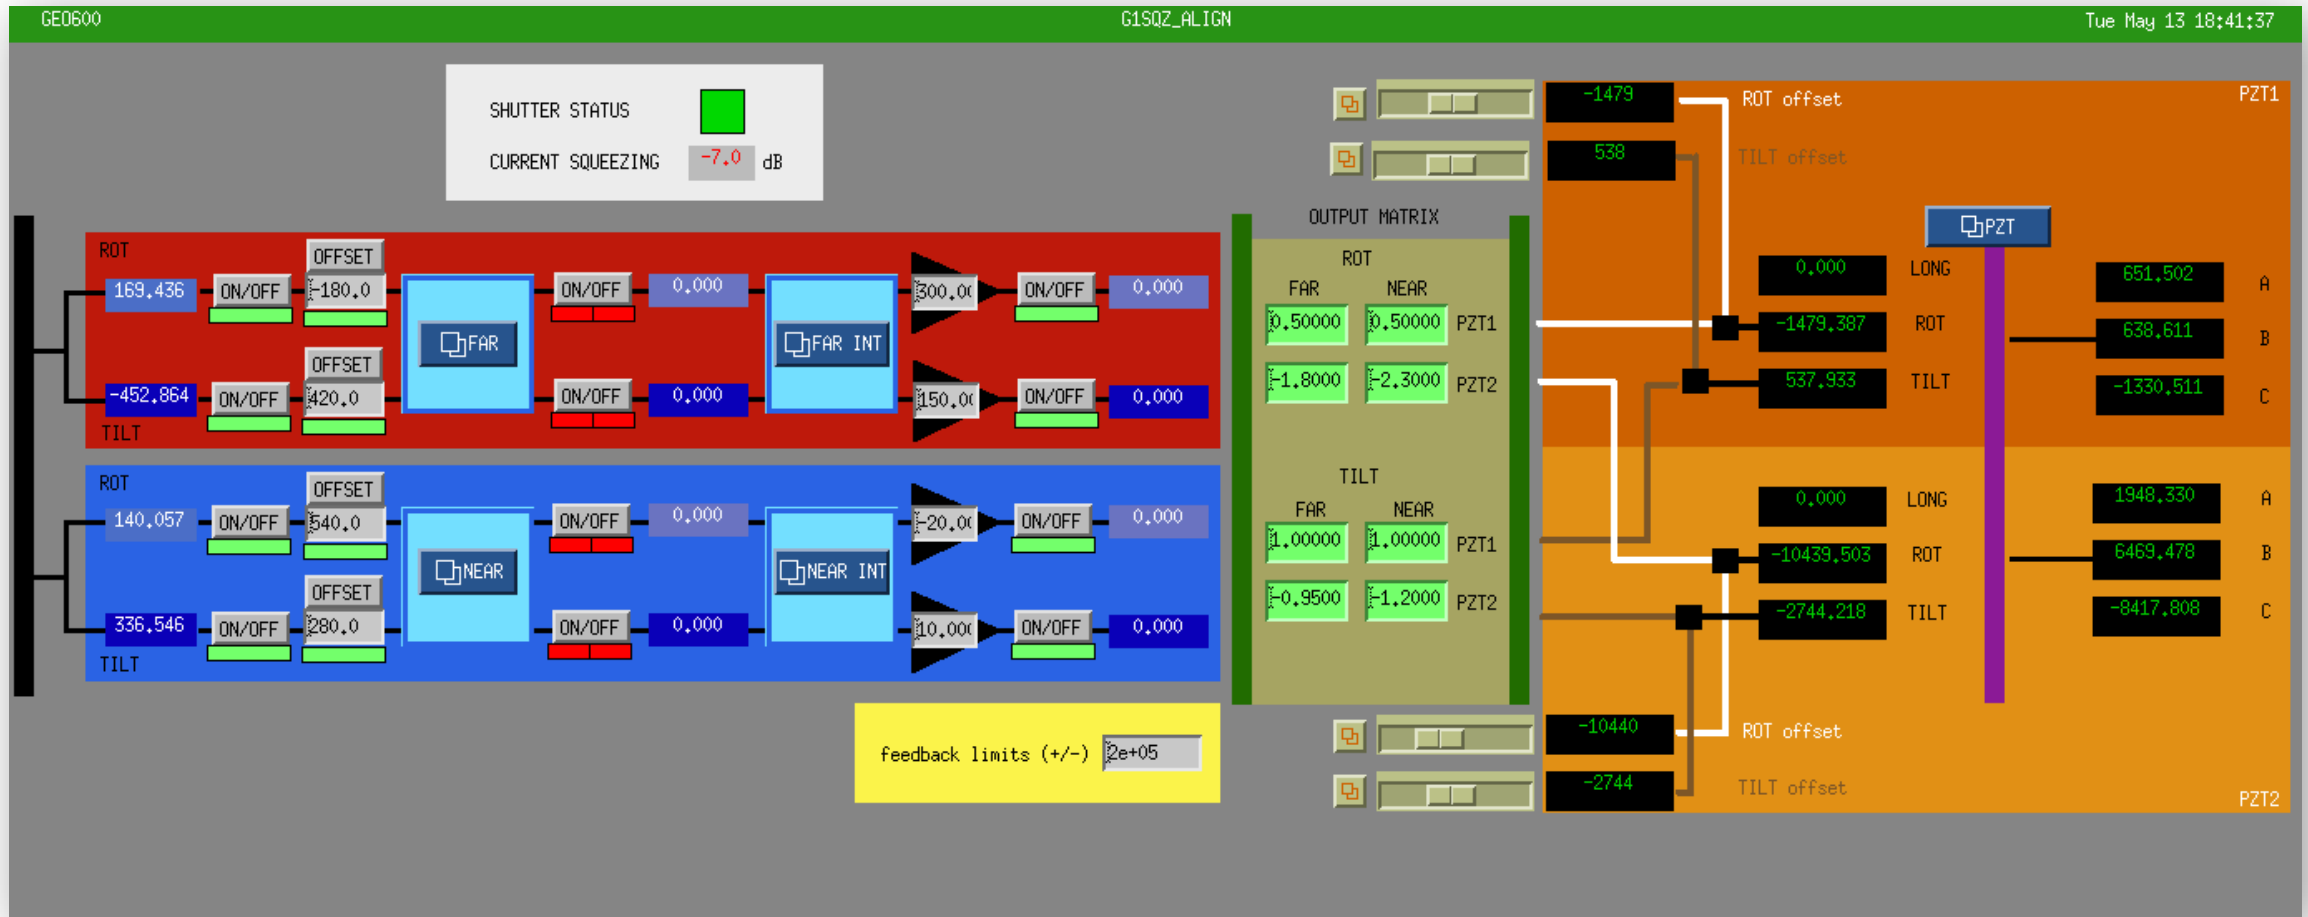 GEO600 G1SQZ_ALIGN Tue May 13 18:41:37
SHUTTER STATUS
CURRENT SQUEEZING -7.0 dB
-1479 ROT offset PZT1
538 TILT offset
ROT
OFFSET
169.436 ON/OFF -180.0 FAR ON/OFF 0.000 FAR INT 300.0 ON/OFF 0.000
OFFSET
-452.864 ON/OFF 420.0 ON/OFF 0.000 150.0 ON/OFF 0.000
TILT
ROT
OFFSET
140.057 ON/OFF 540.0 NEAR ON/OFF 0.000 NEAR INT -20.0 ON/OFF 0.000
OFFSET
336.546 ON/OFF 280.0 ON/OFF 0.000 10.00 ON/OFF 0.000
TILT
feedback limits (+/-) 2e+05
OUTPUT MATRIX
ROT
FAR NEAR
0.50000 0.50000 PZT1
-1.8000 -2.3000 PZT2
TILT
FAR NEAR
1.00000 1.00000 PZT1
-0.9500 -1.2000 PZT2
PZT
0.000 LONG 651.502 A
-1479.387 ROT 638.611 B
537.933 TILT -1330.511 C
0.000 LONG 1948.330 A
-10439.503 ROT 6469.478 B
-2744.218 TILT -8417.808 C
-10440 ROT offset
-2744 TILT offset
PZT2